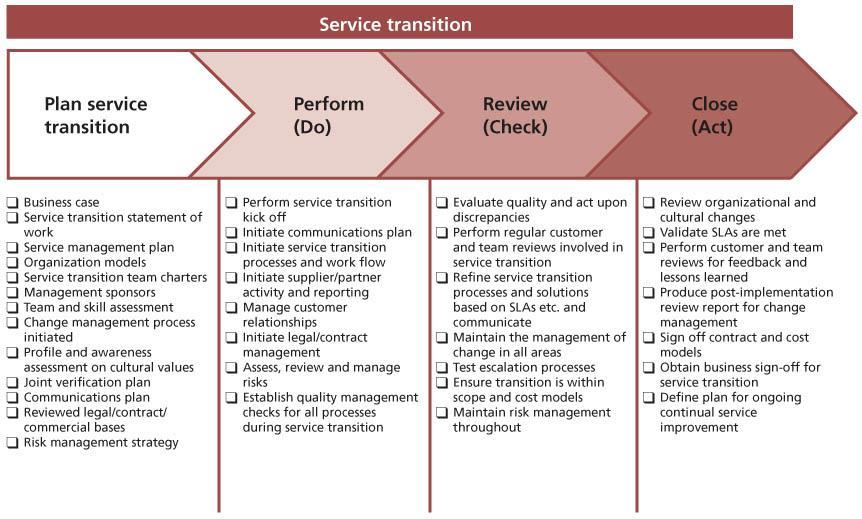 Service transition
Plan service
transition
Perform
(Do)
Review
(Check)
Close
(Act)
Business case
Service transition statement of
work
Service management plan
Organization models
Service transition team charters
Management sponsors
Team and skill assessment
Change management process
initiated
Profile and awareness
assessment on cultural values
Joint verification plan
Communications plan
Reviewed legal/contract/
commercial bases
Risk management strategy
Perform service transition
kick off
Initiate communications plan
Initiate service transition
processes and work flow
Initiate supplier/partner
activity and reporting
Manage customer
relationships
Initiate legal/contract
management
Assess, review and manage
risks
Establish quality management
checks for all processes
during service transition
Evaluate quality and act upon
discrepancies
Perform regular customer
and team reviews involved in
service transition
Refine service transition
processes and solutions
based on SLAs etc. and
communicate
Maintain the management of
change in all areas
Test escalation processes
Ensure transition is within
scope and cost models
Maintain risk management
throughout
Review organizational and
cultural changes
Validate SLAs are met
Perform customer and team
reviews for feedback and
lessons learned
Produce post-implementation
review report for change
management
Sign off contract and cost
models
Obtain business sign-off for
service transition
Define plan for ongoing
continual service
improvement